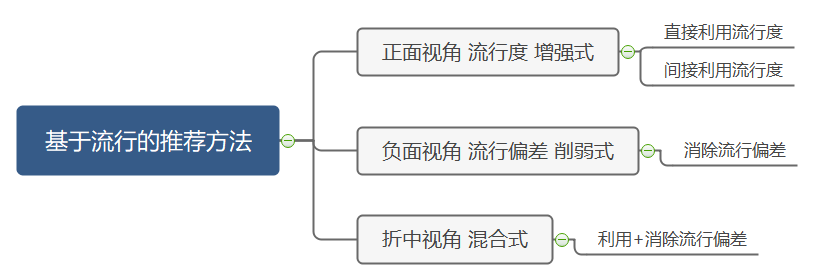 基于流行的推荐方法
正面视角 流行度 增强式
直接利用流行度
间接利用流行度
负面视角 流行偏差 削弱式
消除流行偏差
折中视角 混合式
利用+消除流行偏差